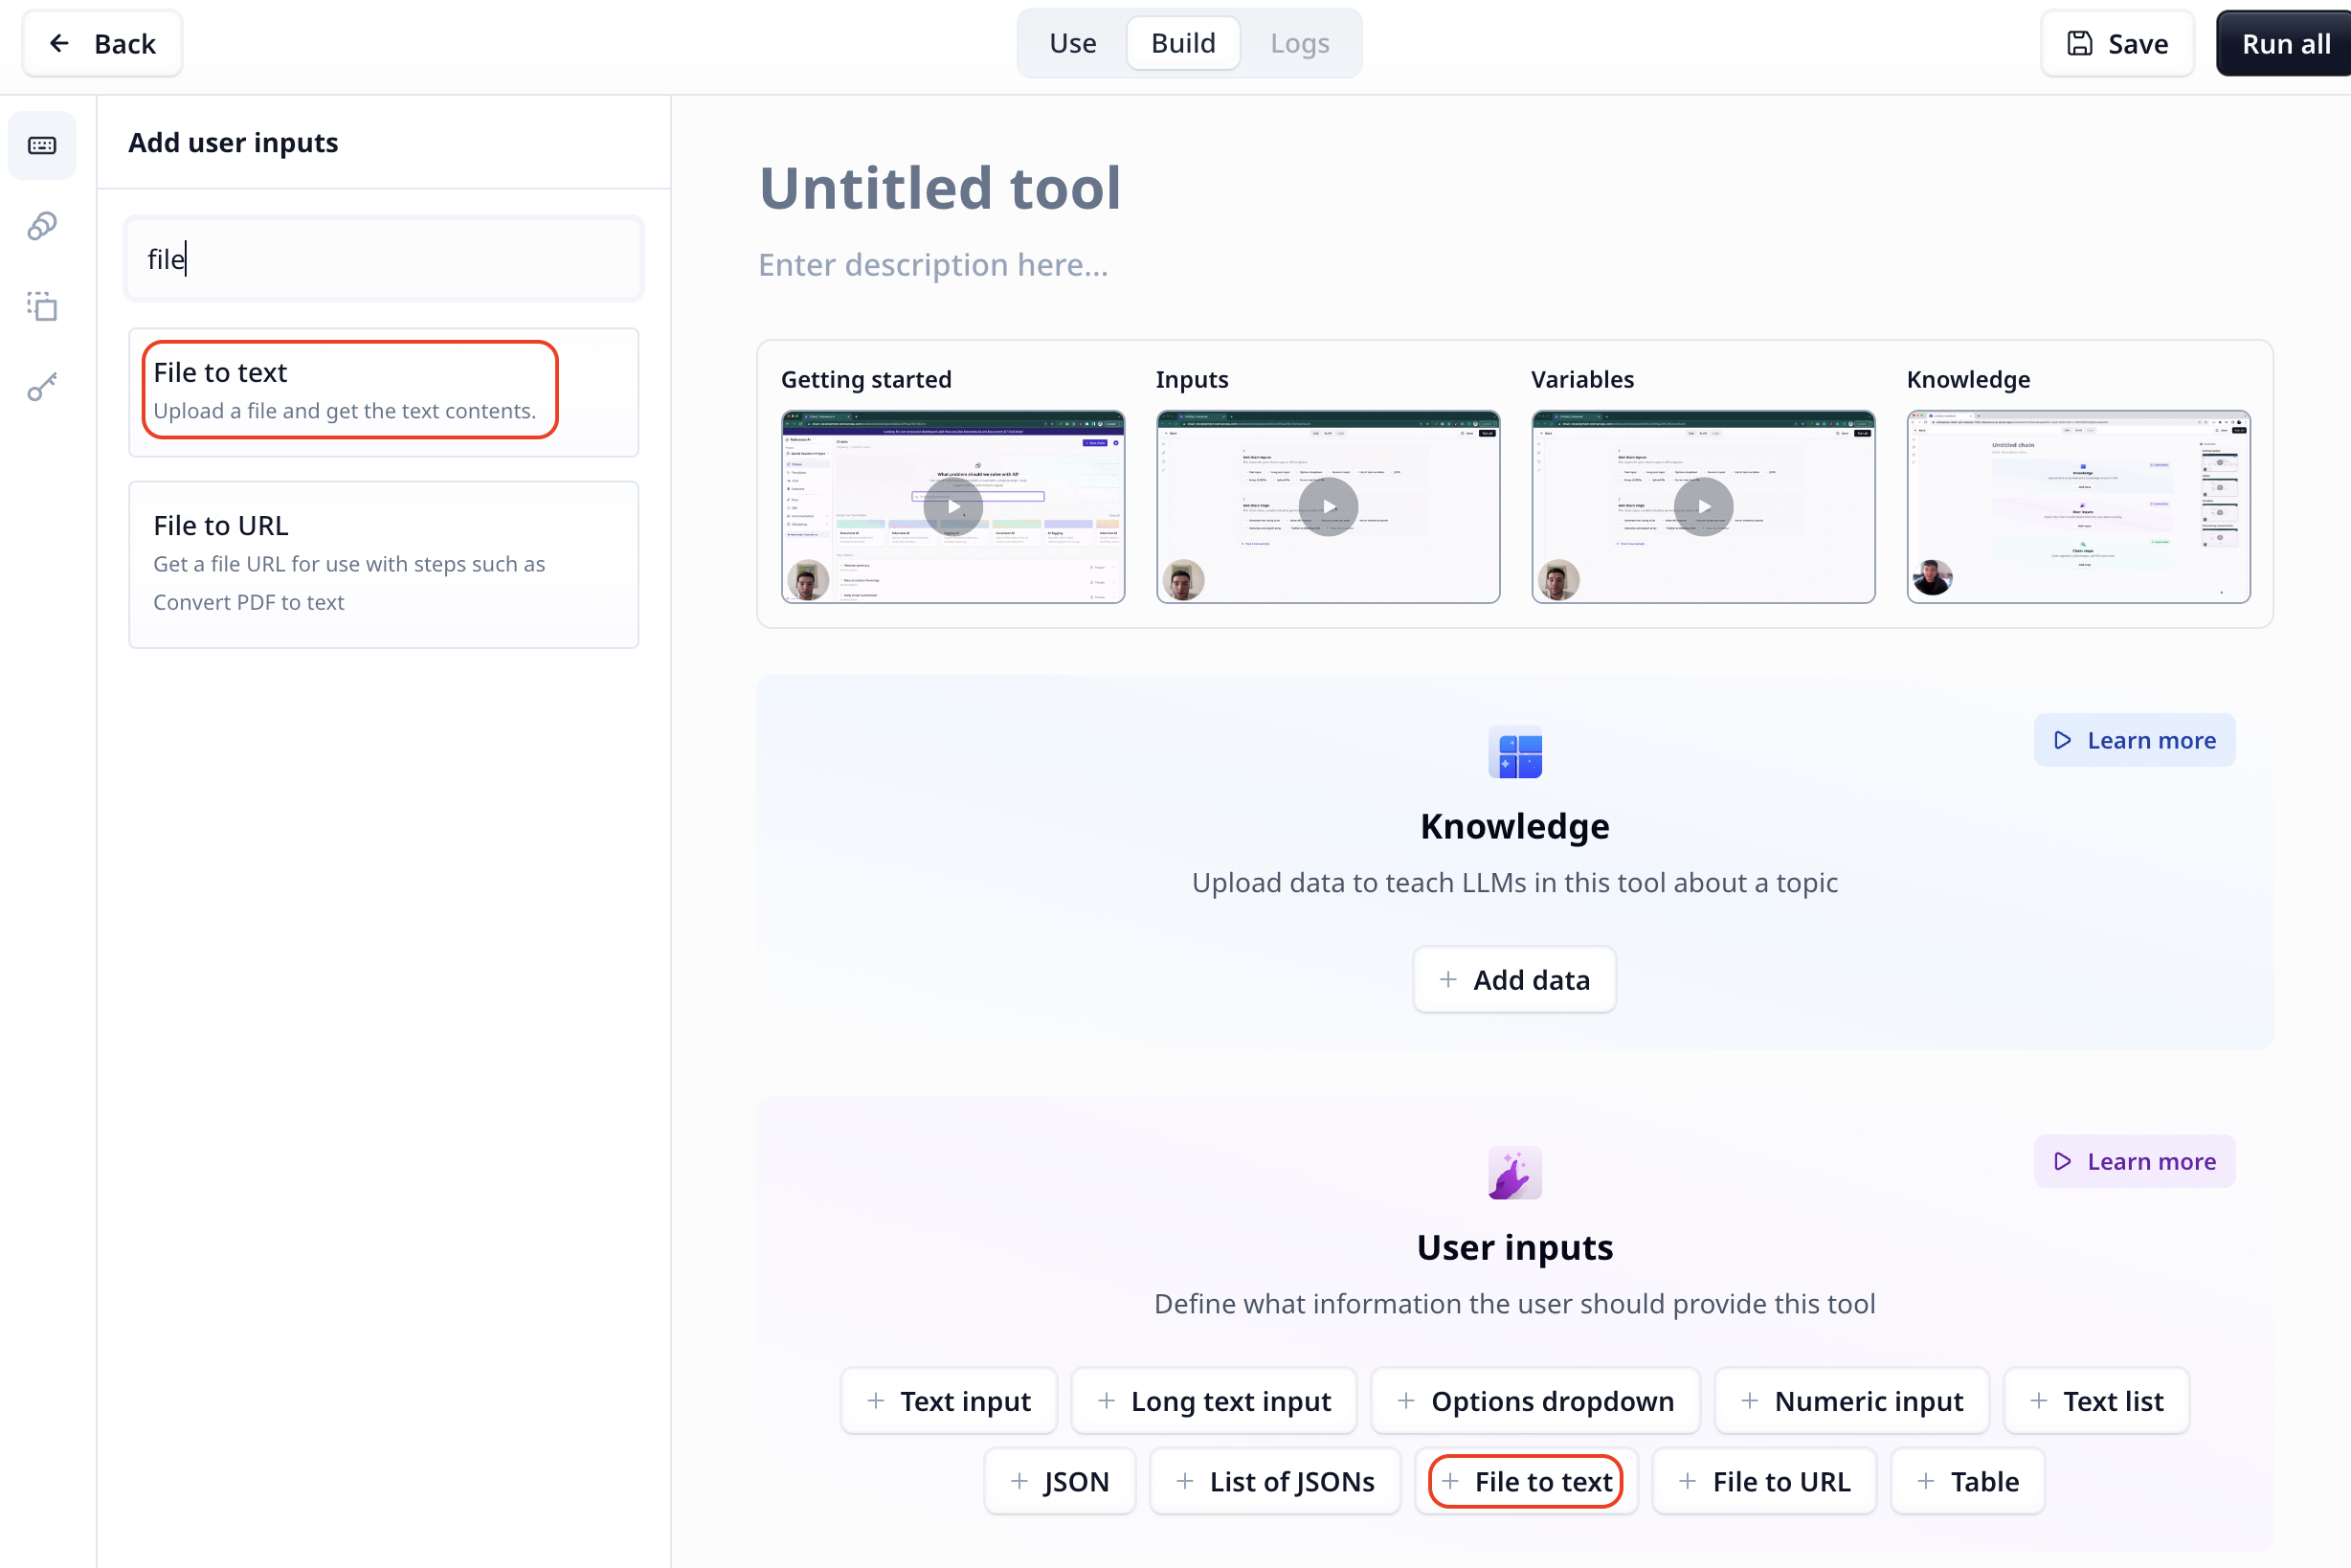 Back
Use
Build
Logs
Save
Run all
Add user inputs
file
File to text
Upload a file and get the text contents.
File to URL
Get a file URL for use with steps such as
Convert PDF to text
Untitled tool
Enter description here...
Getting started
Inputs
Variables
Knowledge
Learn more
Knowledge
Upload data to teach LLMs in this tool about a topic
Add data
Learn more
User inputs
Define what information the user should provide this tool
Text input
Long text input
Options dropdown
Numeric input
Text list
JSON
List of JSONs
File to text
File to URL
Table